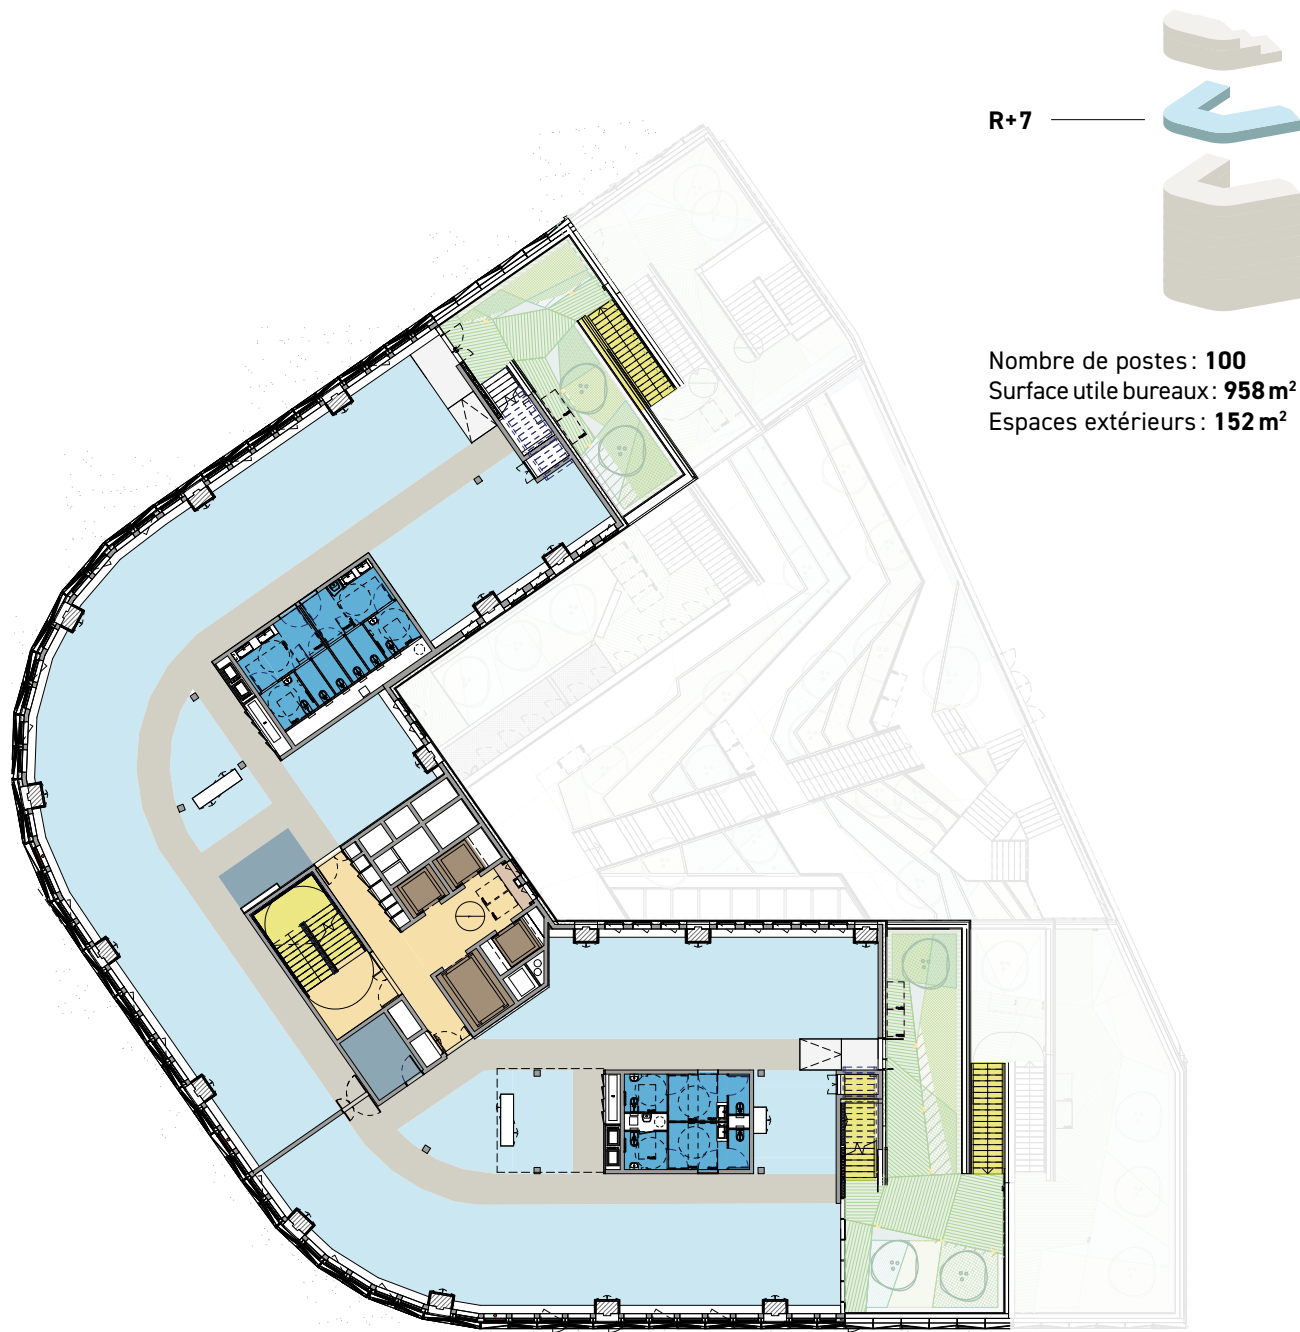 R+7
Nombre de postes : 100
Surface utile bureaux : 958 m²
Espaces extérieurs : 152 m²